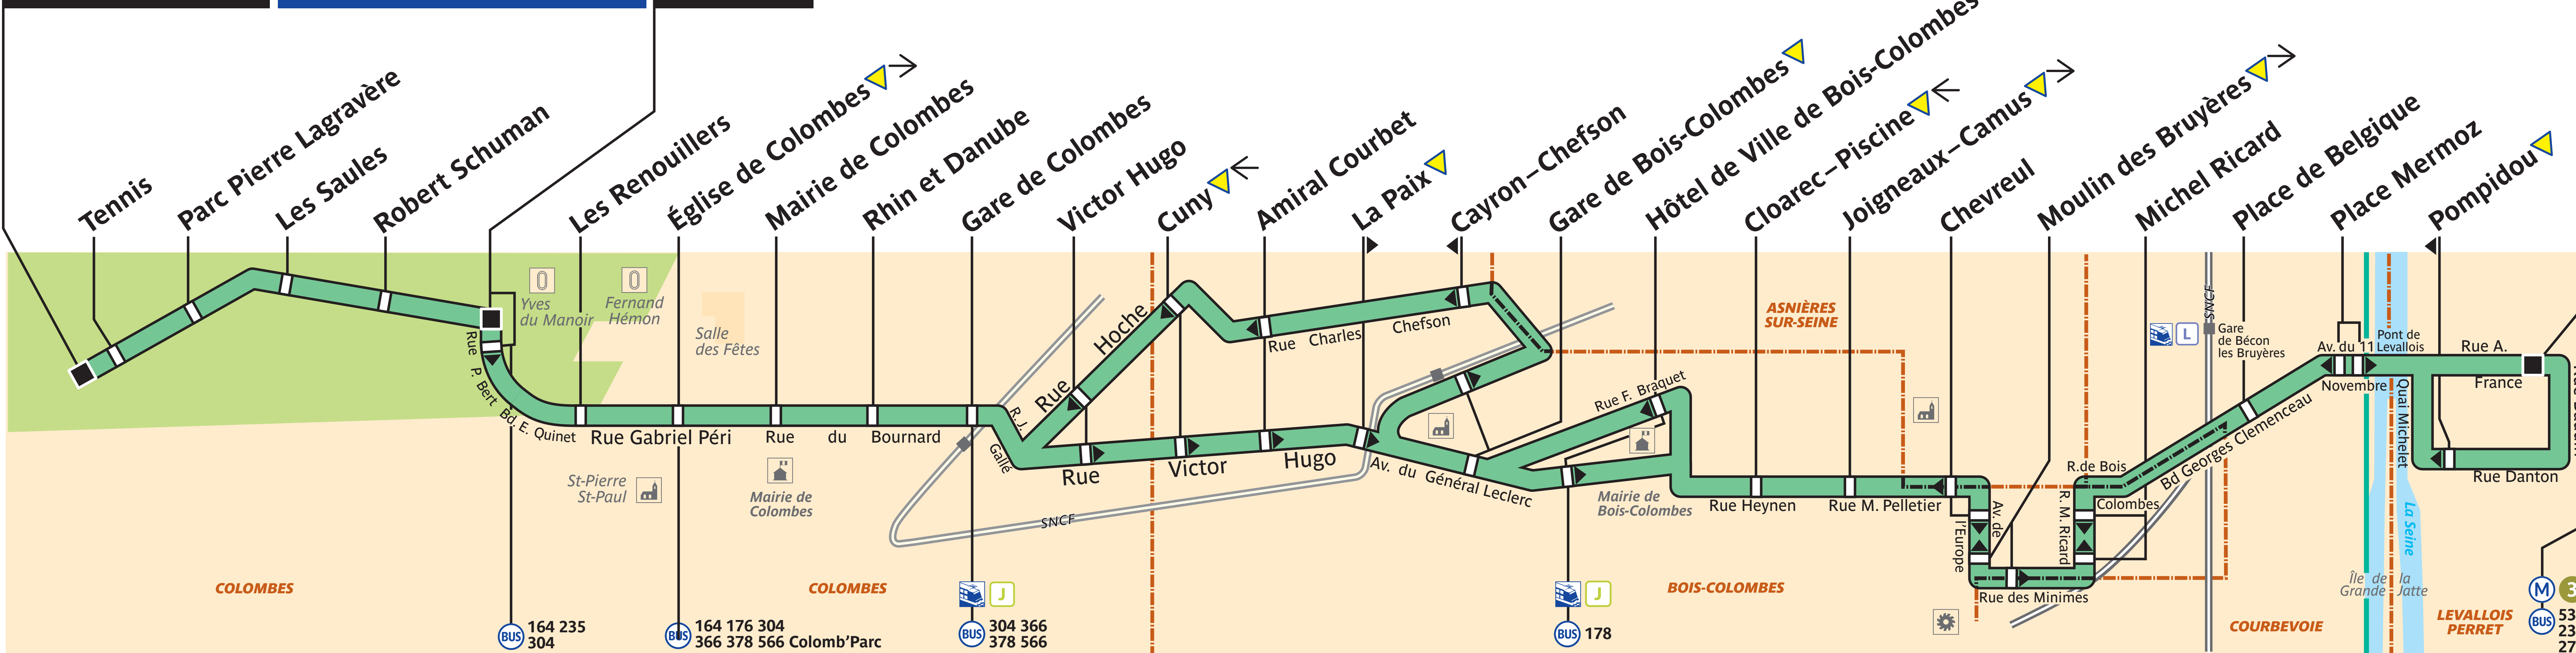 Tennis
Parc Pierre Lagravère
Les Saules
Robert Schuman
Les Renouillers
Église de Colombes
Mairie de Colombes
Rhin et Danube
Gare de Colombes
Victor Hugo
Cuny
Amiral Courbet
La Paix
Cayron–Chefson
Gare de Bois-Colombes
Hôtel de Ville de Bois-Colombes
Cloarec–Piscine
Joigneaux–Camus
Chevreul
Moulin des Bruyères
Michel Ricard
Place de Belgique
Place Mermoz
Pompidou
Yves
du Manoir
Fernand
Hémon
Salle
des Fêtes
Rue P. Bert
Bd. E. Quinet
Rue Gabriel Péri
Rue du Bournard
R. J. Gallé
Rue Hoche
Rue Charles Chefson
Rue Victor Hugo
Av. du Général Leclerc
Rue F. Braquet
ASNIÈRES
SUR-SEINE
Rue Heynen
Rue M. Pelletier
Av. de
l'Europe
Rue des Minimes
R. M. Ricard
R.de Bois
Colombes
Bd Georges Clemenceau
SNCF
L
Gare
de Bécon
les Bruyères
Av. du 11
Novembre
Pont de
Levallois
Quai Michelet
Rue A.
France
Rue Danton
La Seine
Île de la
Grande Jatte
St-Pierre
St-Paul
Mairie de
Colombes
SNCF
Mairie de
Bois-Colombes
COLOMBES
COLOMBES
BOIS-COLOMBES
COURBEVOIE
LEVALLOIS
PERRET
BUS 164 235
304
BUS 164 176 304
366 378 566 Colomb'Parc
J
BUS 304 366
378 566
J
BUS 178
M 3
BUS 53
23
27